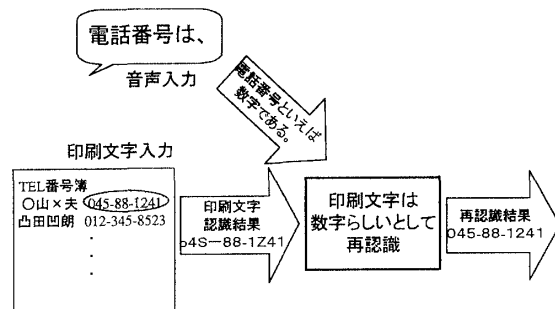 電話番号は、
音声入力
電話番号といえば
数字である。
印刷文字入力
TEL番号簿
〇山×夫 045-88-1241
凸田凹朗 012-345-8523
印刷文字
認識結果
o4S－88-1Z41
印刷文字は
数字らしいとして
再認識
再認識結果
045-88-1241